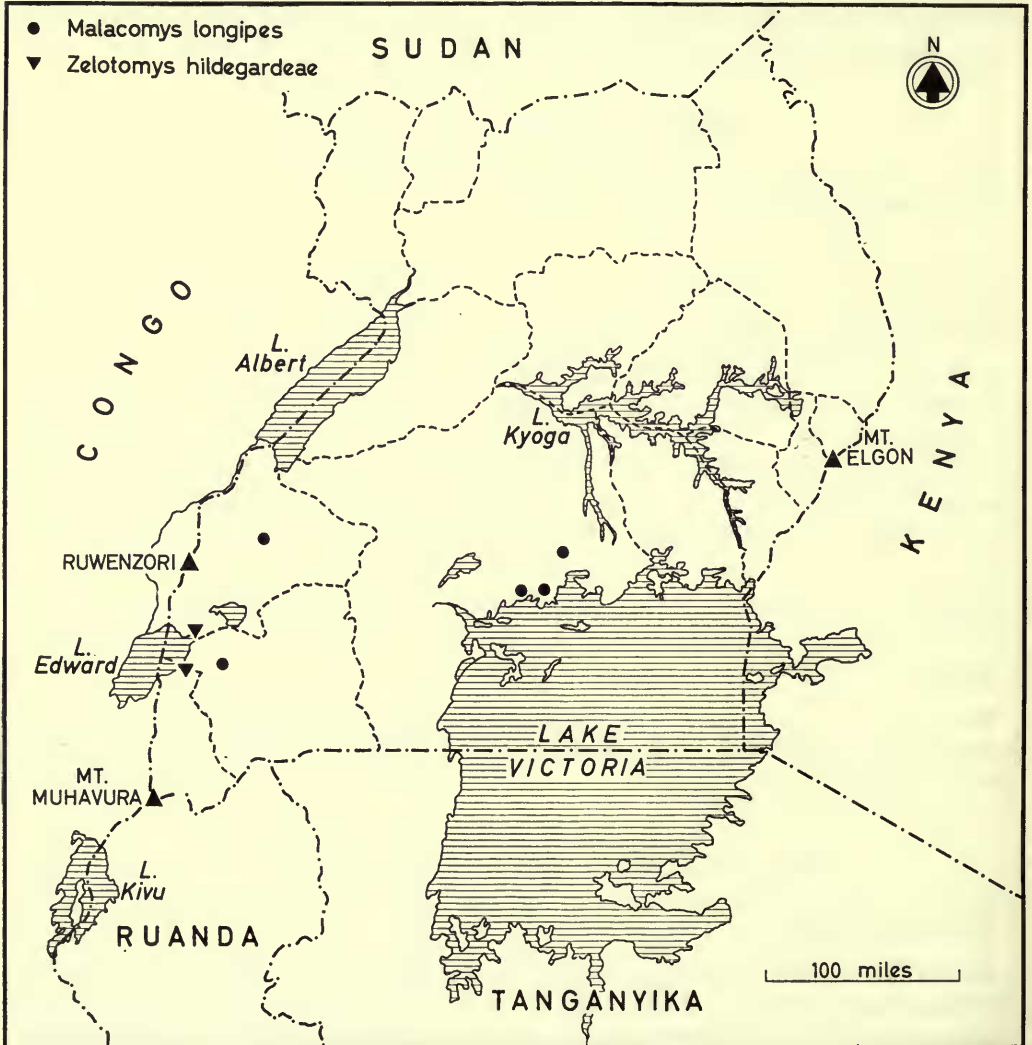 Malacomys longipes
Zelotomys hildegardeae
SUDAN
N
CONGO
L.
Albert
L.
Kyoga
MT.
ELGON
KENYA
RUWENZORI
L.
Edward
LAKE
VICTORIA
MT.
MUHAVURA
L.
Kivu
RUANDA
100 miles
TANGANYIKA